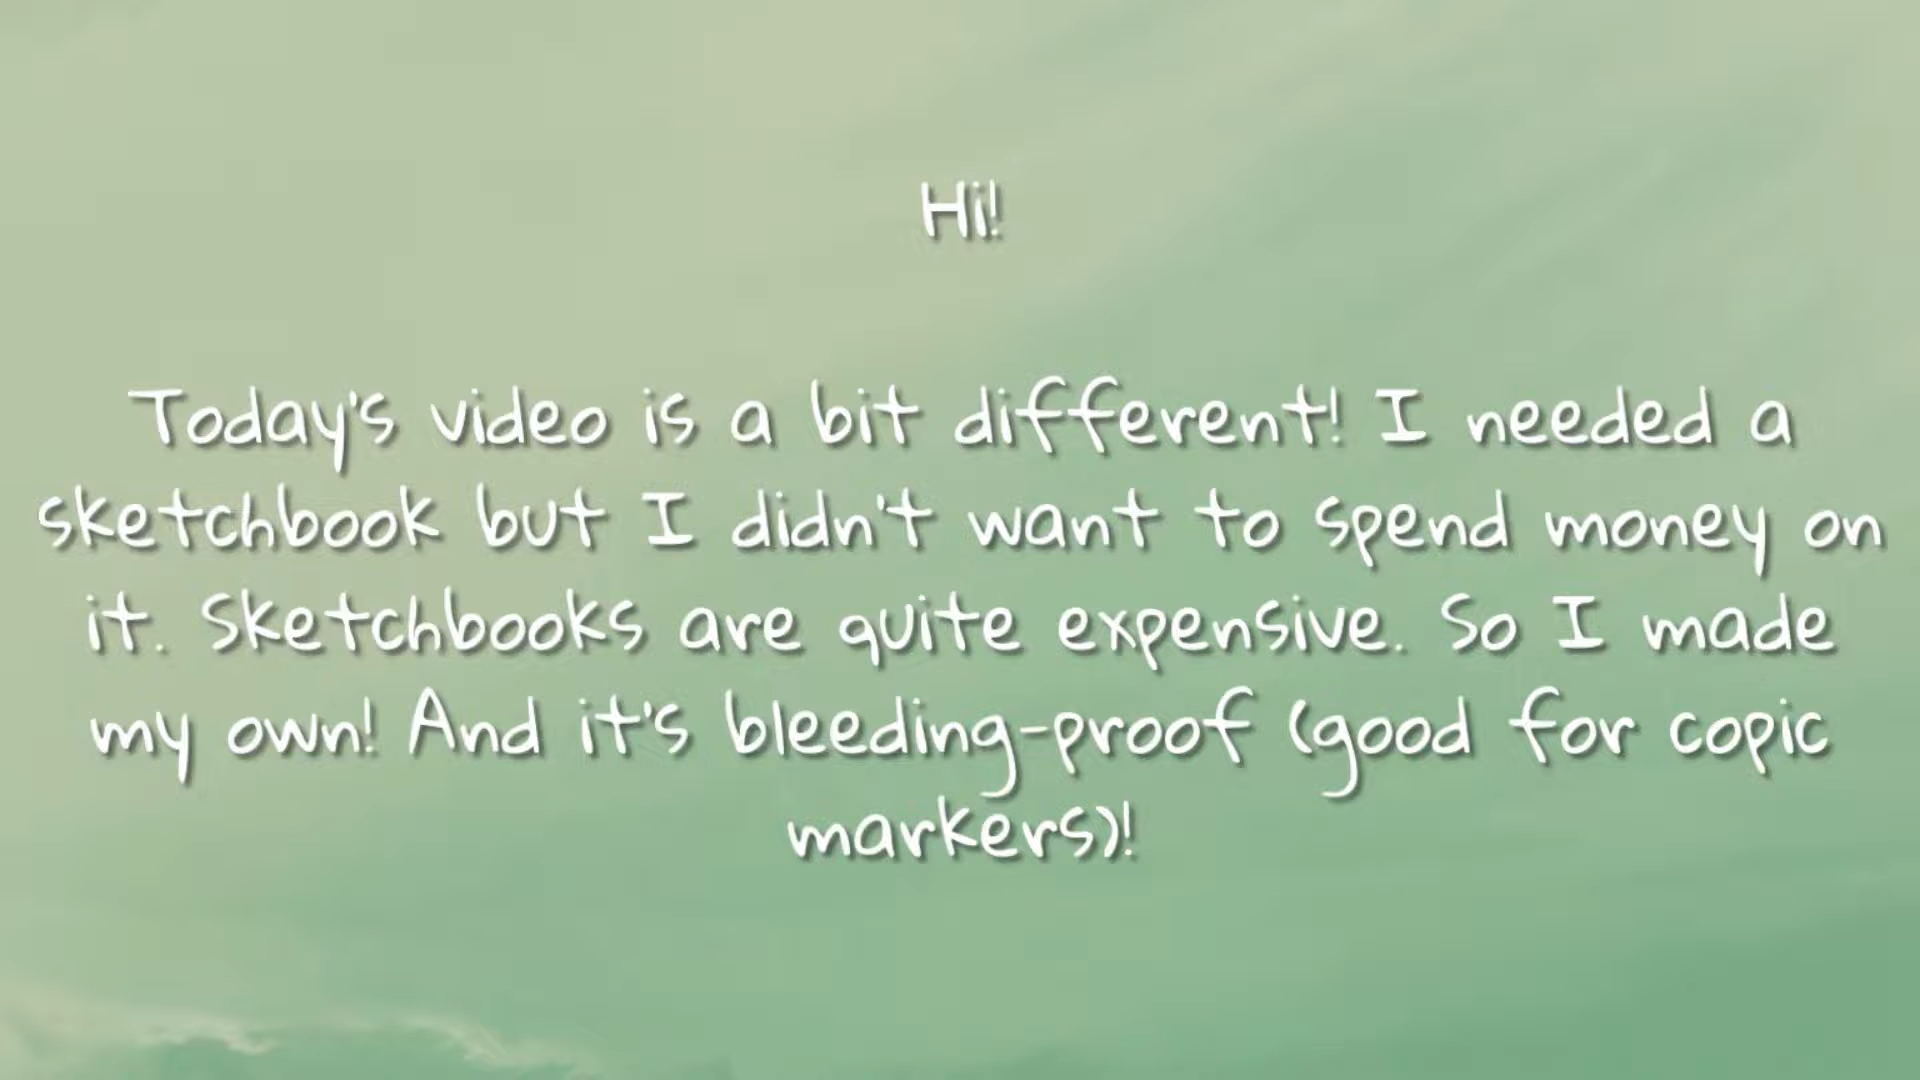 Hi!
Today's video is a bit different! I needed a
sketchbook but I didn't want to spend money on
it. Sketchbooks are quite expensive. So I made
my own! And it's bleeding-proof (good for copic
markers)!